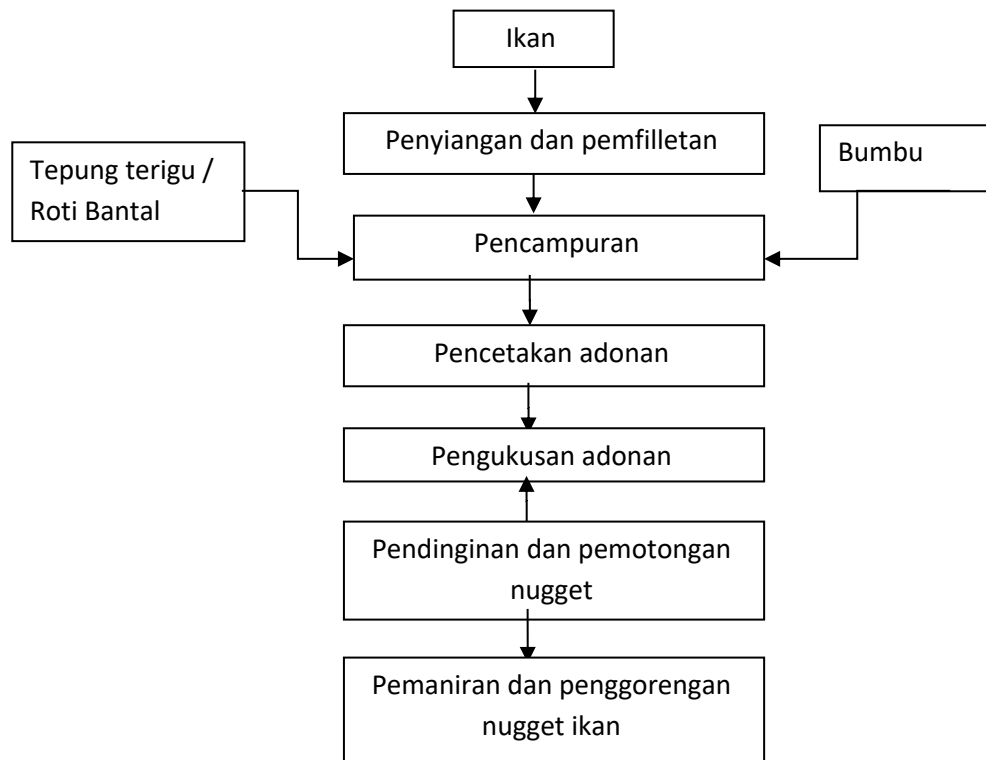 Ikan
Penyiangan dan pemfilletan
Tepung terigu /
Roti Bantal
Bumbu
Pencampuran
Pencetakan adonan
Pengukusan adonan
Pendinginan dan pemotongan
nugget
Pemaniran dan penggorengan
nugget ikan